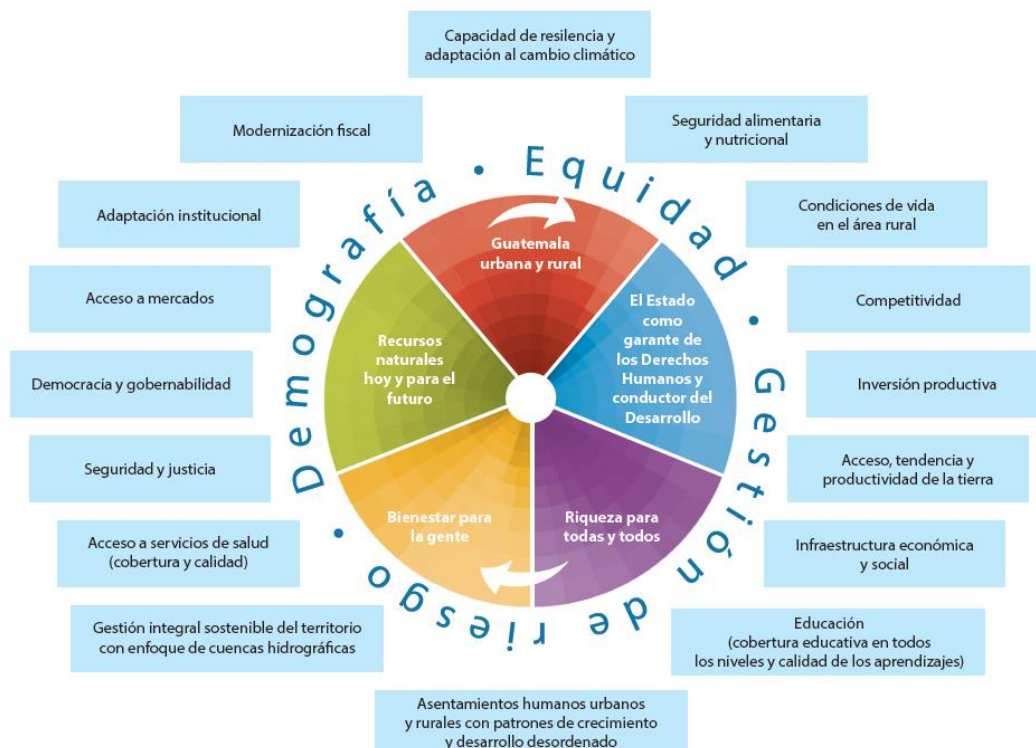 Capacidad de resilencia y
adaptación al cambio climático
Modernización fiscal
Seguridad alimentaria
y nutricional
Adaptación institucional
Condiciones de vida
en el área rural
Acceso a mercados
Competitividad
Democracia y gobernabilidad
Inversión productiva
Seguridad y justicia
Acceso, tendencia y
productividad de la tierra
Acceso a servicios de salud
(cobertura y calidad)
Infraestructura económica
y social
Gestión integral sostenible del territorio
con enfoque de cuencas hidrográficas
Educación
(cobertura educativa en todos
los niveles y calidad de los aprendizajes)
Asentamientos humanos urbanos
y rurales con patrones de crecimiento
y desarrollo desordenado
Demografía • Equidad • Gestión de riesgo •
Guatemala
urbana y rural
El Estado
como
garante de
los Derechos
Humanos y
conductor del
Desarrollo
Riqueza para
todas y todos
Bienestar para
la gente
Recursos
naturales
hoy y para el
futuro